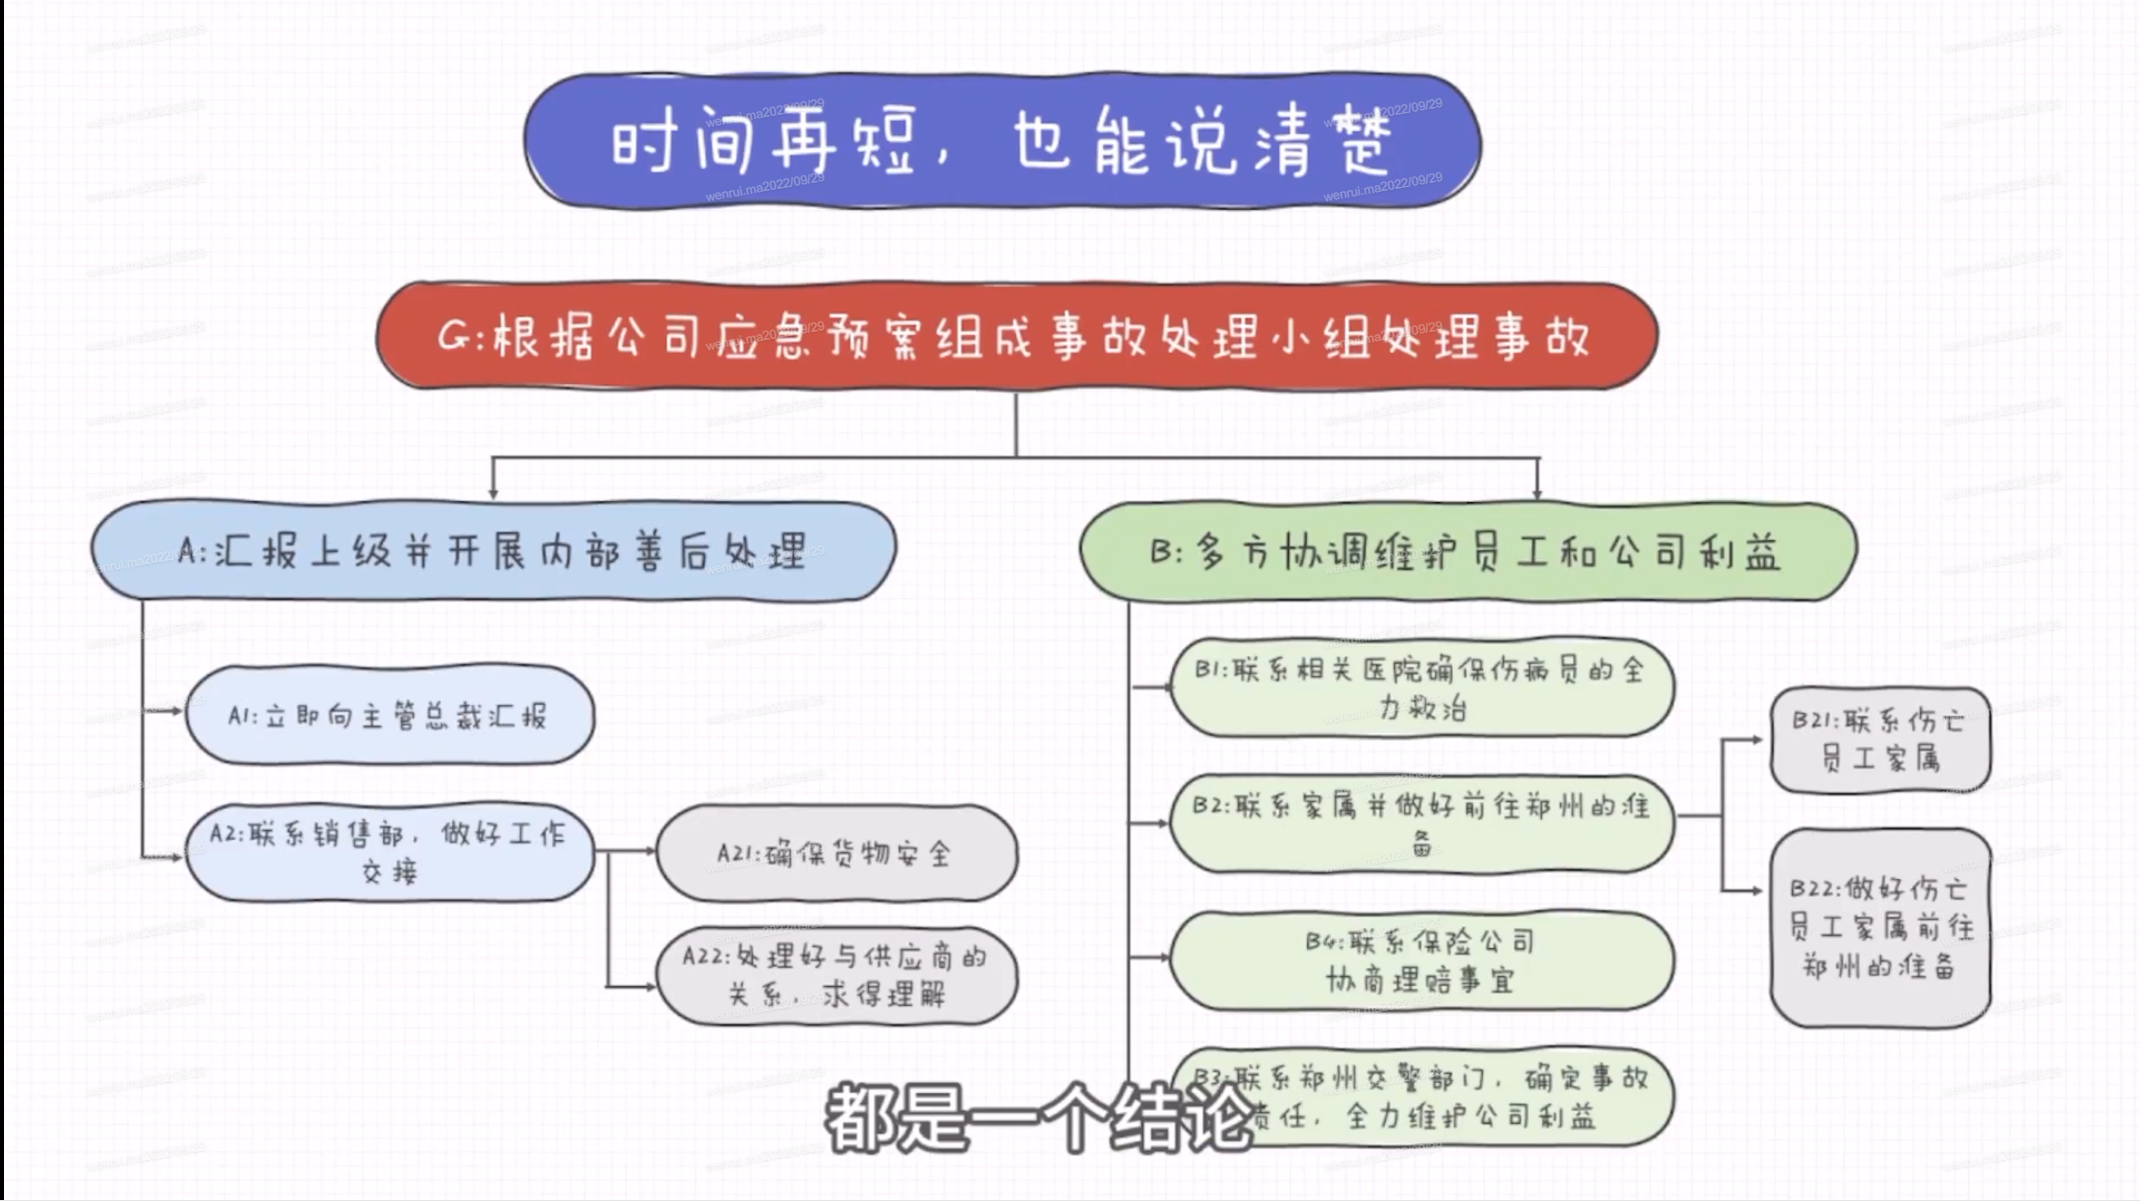 时间再短，也能说清楚
G:根据公司应急预案组成事故处理小组处理事故
A:汇报上级并开展内部善后处理
A1:立即向主管总裁汇报
A2:联系销售部，做好工作
交接
A21:确保货物安全
A22:处理好与供应商的
关系，求得理解
B:多方协调维护员工和公司利益
B1:联系相关医院确保伤病员的全
力救治
B2:联系家属并做好前往郑州的准
备
B21:联系伤亡
员工家属
B22:做好伤亡
员工家属前往
郑州的准备
B4:联系保险公司
协商理赔事宜
B3:联系郑州交警部门，确定事故
责任，全力维护公司利益
都是一个结论
wenrui.ma2022/09/29